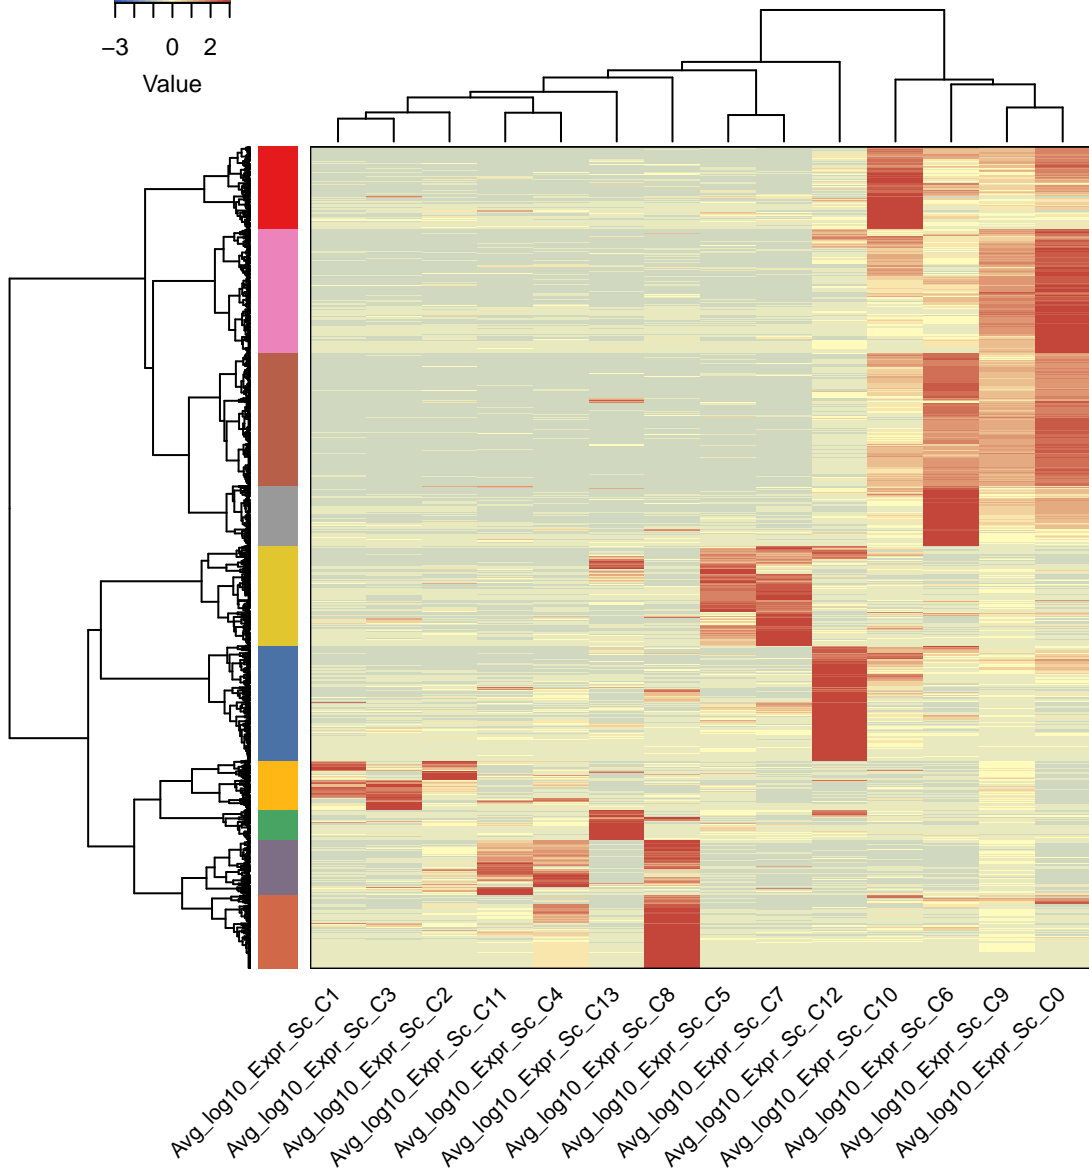 −3 0 2
Value
Avg_log10_Expr_Sc_C1
Avg_log10_Expr_Sc_C3
Avg_log10_Expr_Sc_C2
Avg_log10_Expr_Sc_C11
Avg_log10_Expr_Sc_C4
Avg_log10_Expr_Sc_C13
Avg_log10_Expr_Sc_C8
Avg_log10_Expr_Sc_C5
Avg_log10_Expr_Sc_C7
Avg_log10_Expr_Sc_C12
Avg_log10_Expr_Sc_C10
Avg_log10_Expr_Sc_C6
Avg_log10_Expr_Sc_C9
Avg_log10_Expr_Sc_C0